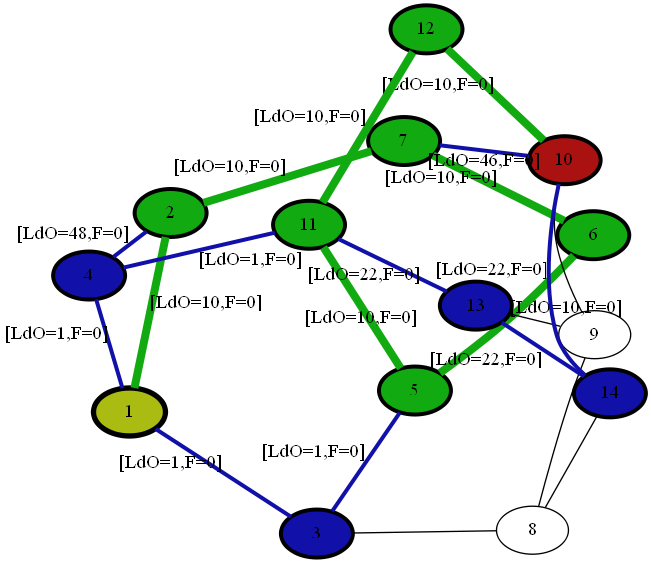 12
[LdO=10,F=0]
[LdO=10,F=0]
7
[LdO=46,F=0]
10
[LdO=10,F=0]
[LdO=10,F=0]
2
11
6
[LdO=48,F=0]
[LdO=1,F=0]
4
[LdO=22,F=0]
[LdO=22,F=0]
13
[LdO=10,F=0]
[LdO=10,F=0]
[LdO=10,F=0]
[LdO=1,F=0]
9
[LdO=22,F=0]
5
14
1
[LdO=1,F=0]
[LdO=1,F=0]
3
8